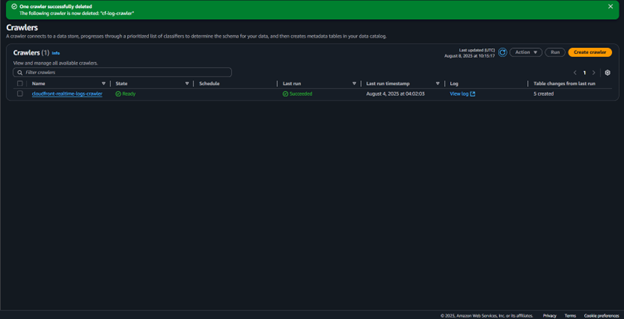 One crawler successfully deleted
The following crawler is now deleted: "cf-log-crawler"
Crawlers
A crawler connects to a data store, progresses through a prioritized list of classifiers to determine the schema for your data, and then creates metadata tables in your data catalog.
Crawlers (1) Info
Last updated (UTC)
August 8, 2025 at 10:15:17
Action
Run
Create crawler
View and manage all available crawlers.
Filter crawlers
1
Name State Schedule Last run Last run timestamp Log Table changes from last run
cloudfront-realtime-logs-crawler Ready Succeeded August 4, 2025 at 04:02:03 View log 5 created
© 2025, Amazon Web Services, Inc. or its affiliates. Privacy Terms Cookie preferences